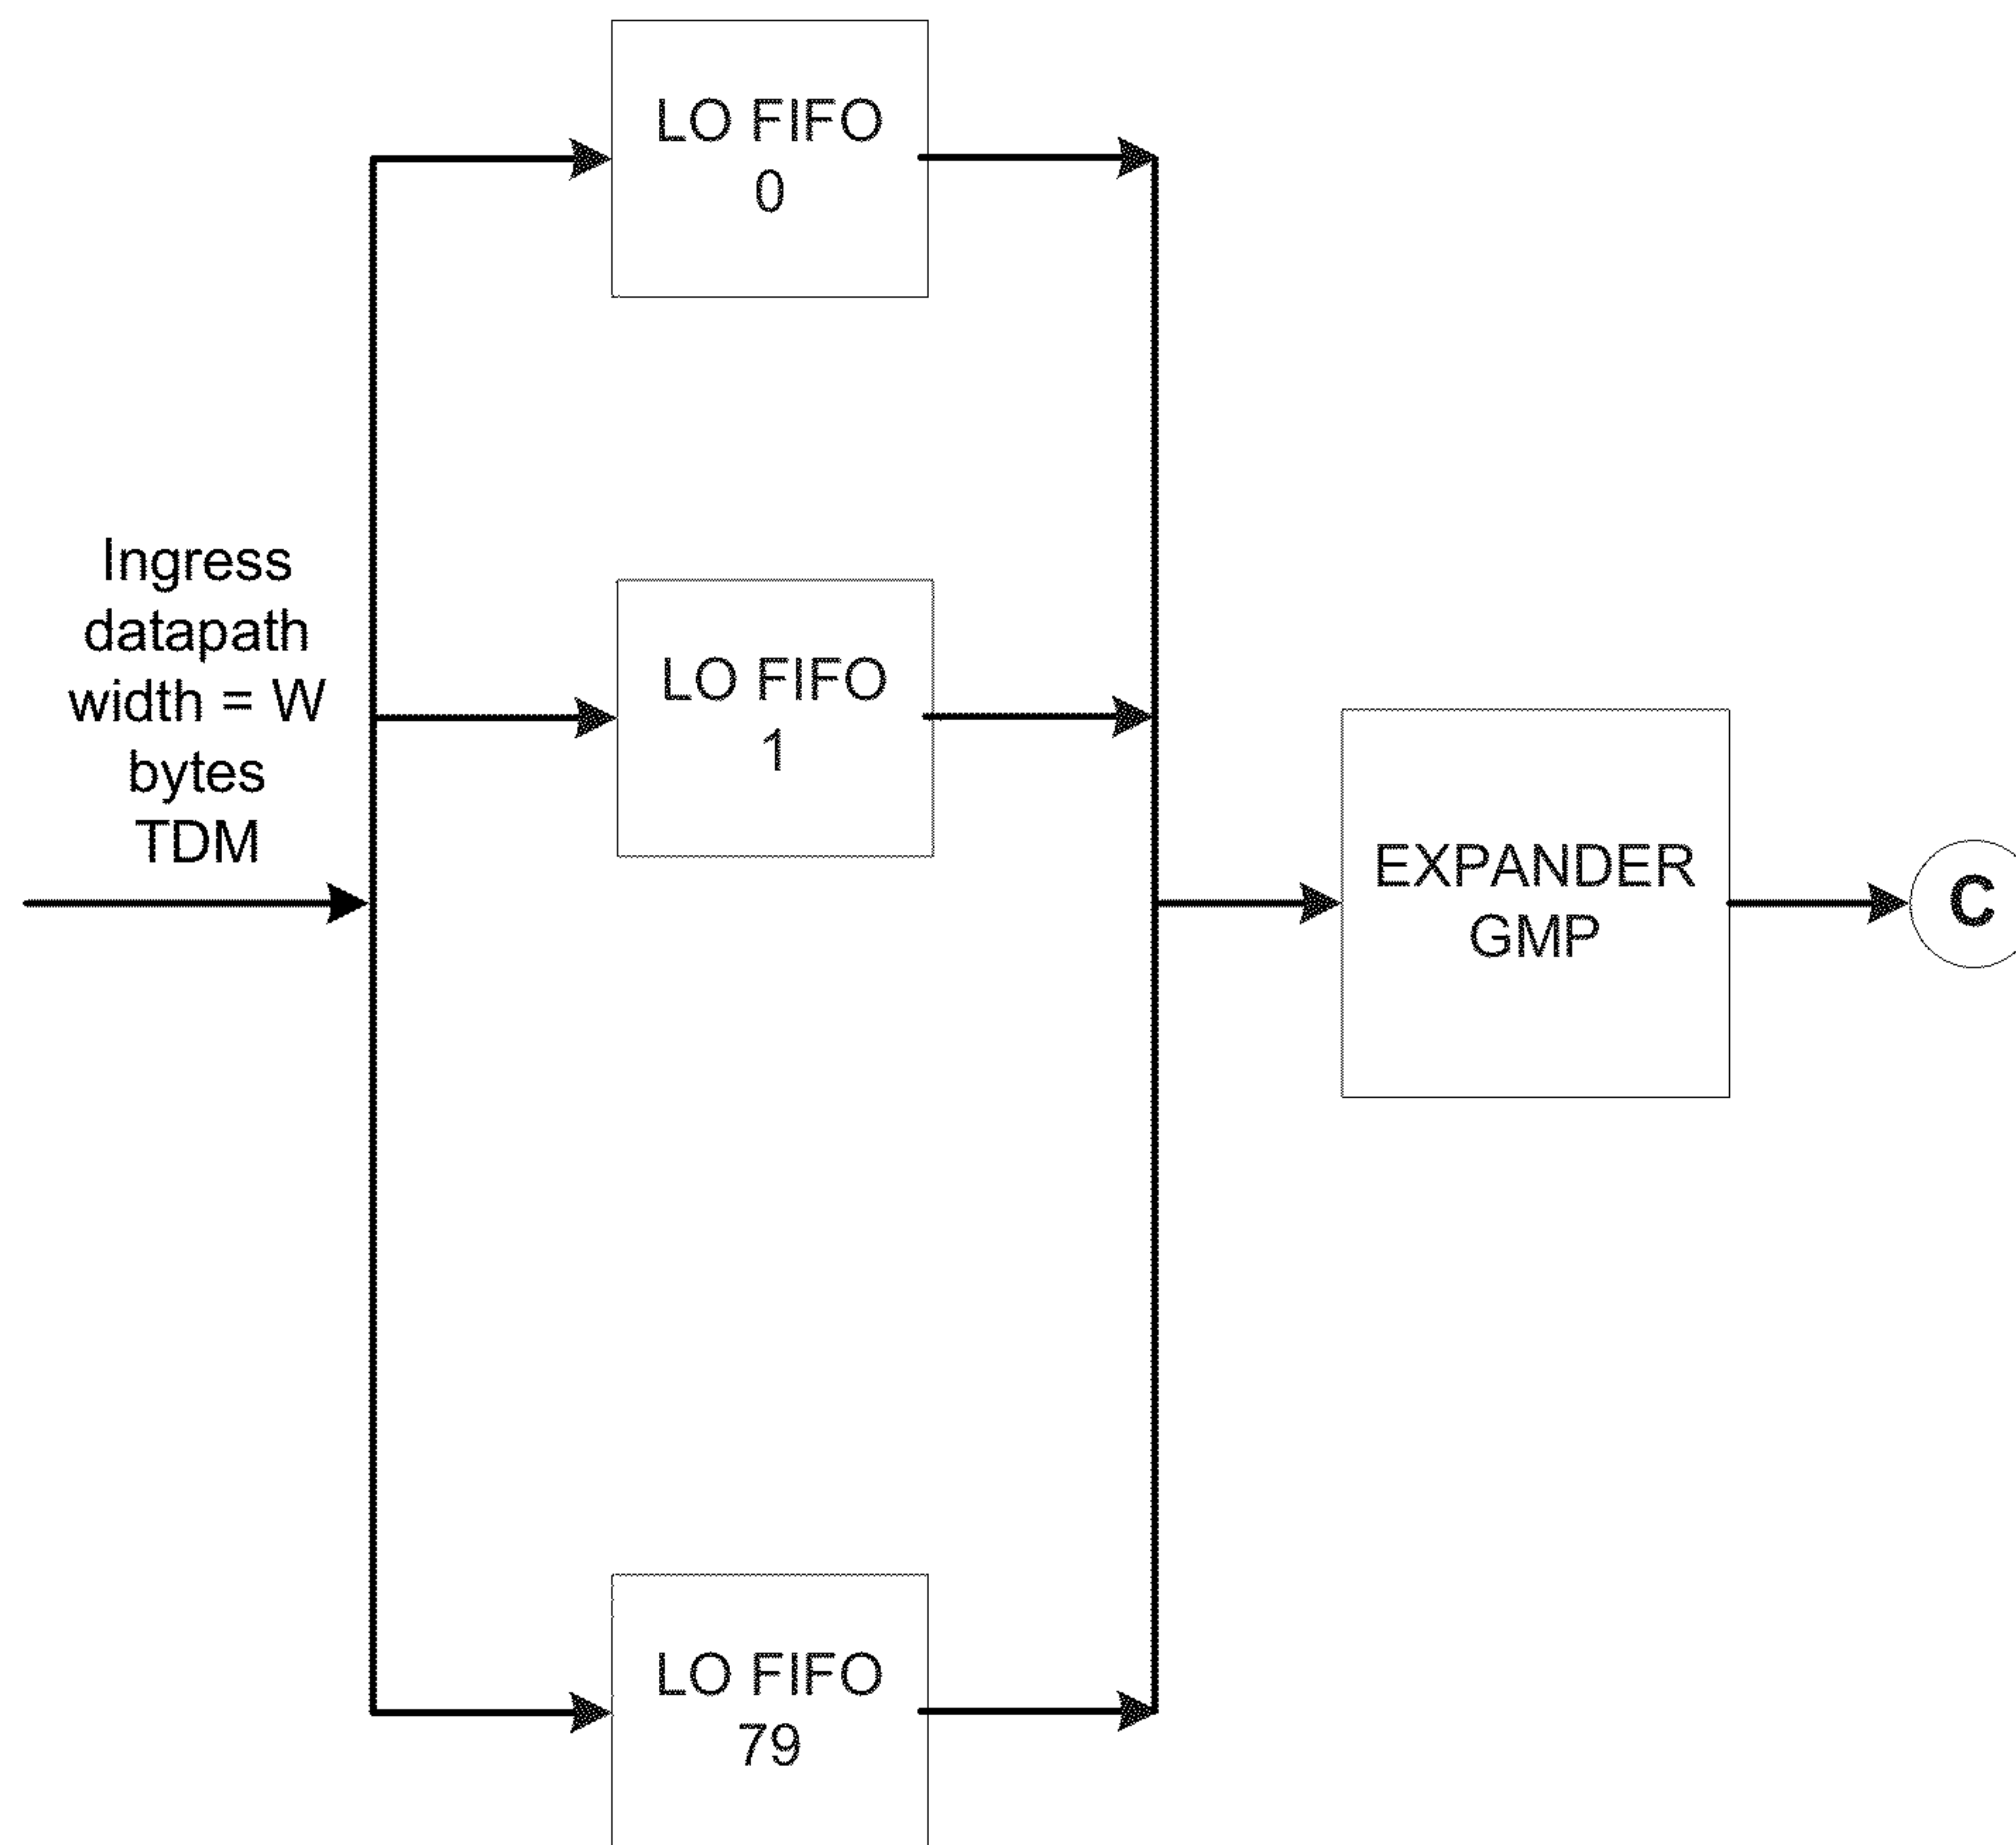 LO FIFO
0
Ingress
datapath
width = W
bytes
TDM
LO FIFO
1
EXPANDER
GMP
C
LO FIFO
79